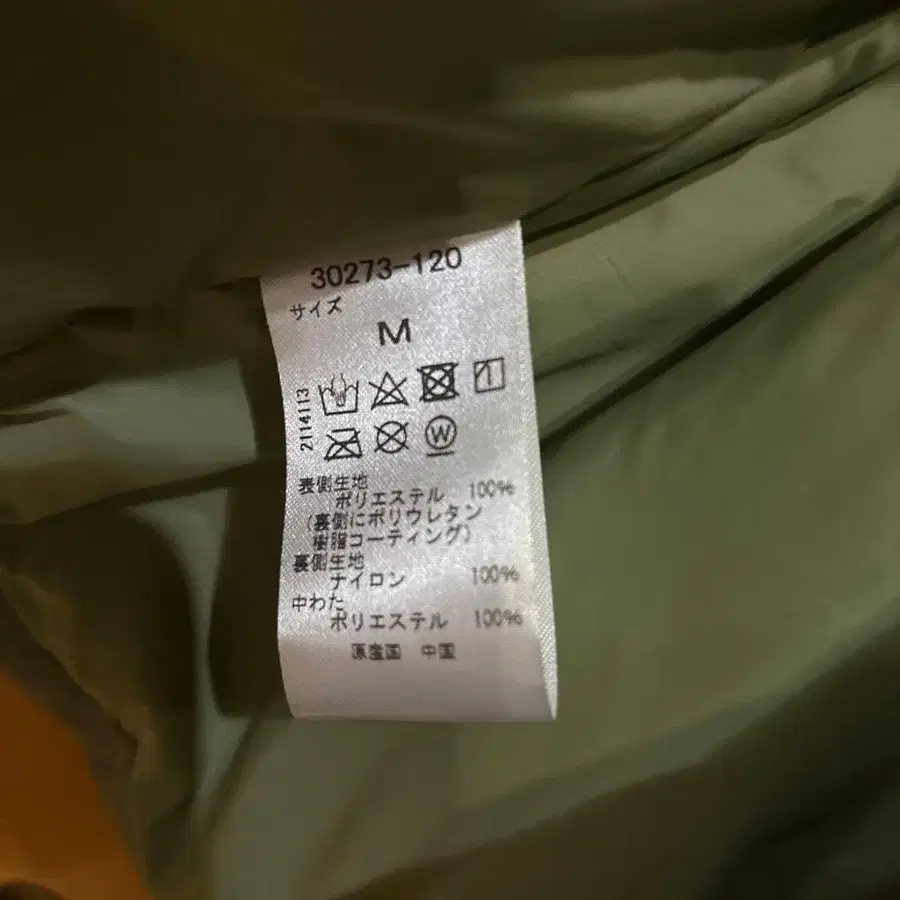 30273-120
サイズ
M
2114113
W
表側生地
ポリエステル 100%
(裏側にポリウレタン
樹脂コーティング)
裏側生地
ナイロン 100%
中わた
ポリエステル 100%
原産国 中国